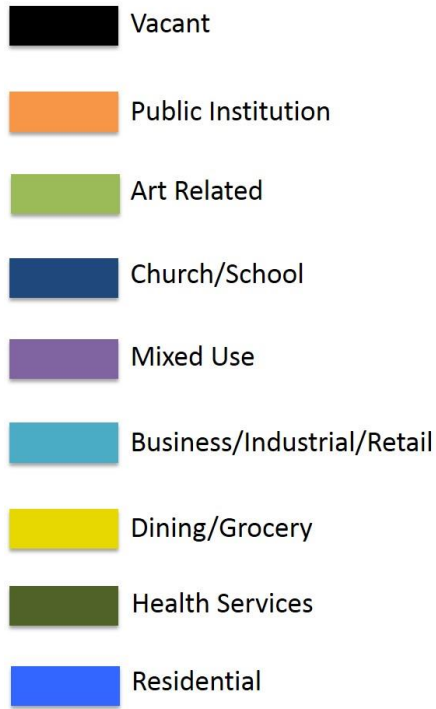 Vacant
Public Institution
Art Related
Church/School
Mixed Use
Business/Industrial/Retail
Dining/Grocery
Health Services
Residential